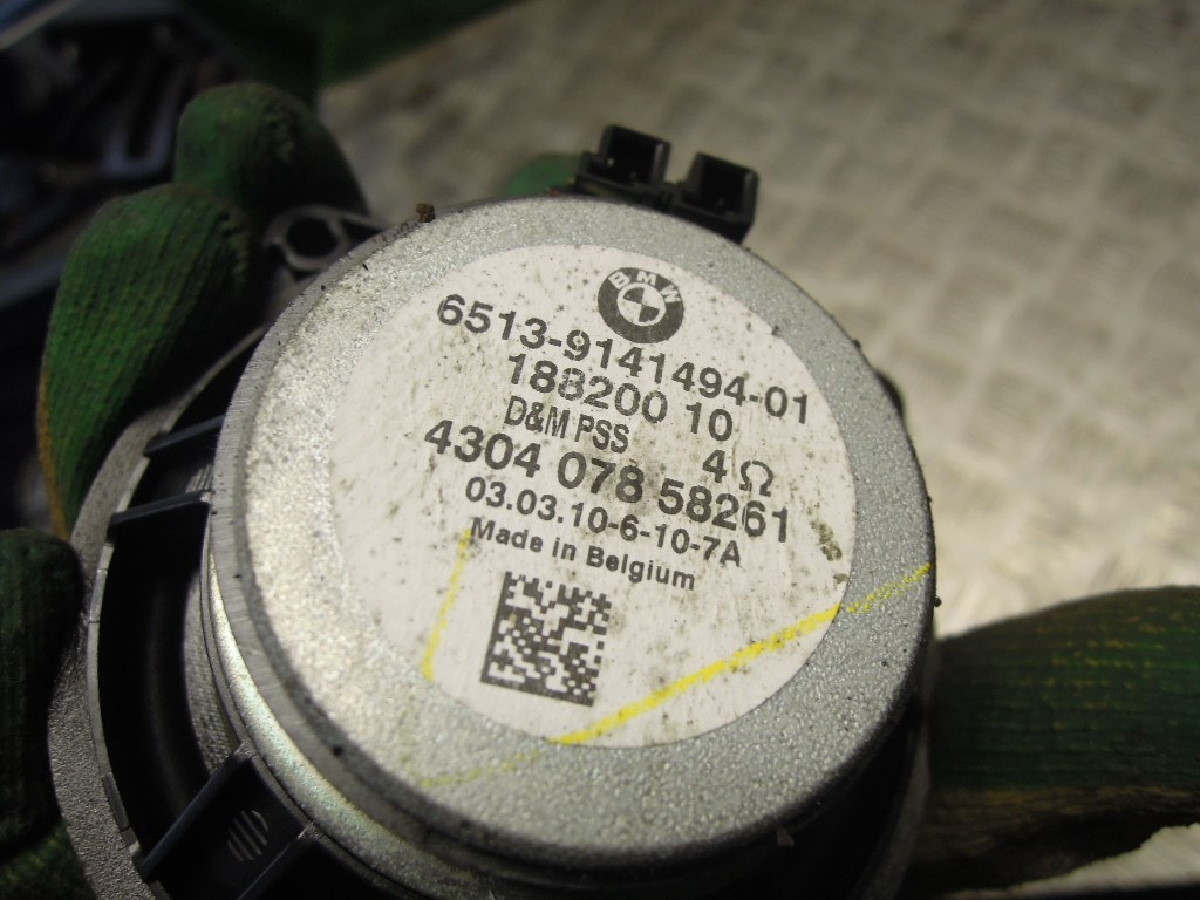 BMW
6513-9141494-01
188200 10
D&M PSS 4Ω
4304 078 58261
03.03.10-6-10-7A
Made in Belgium